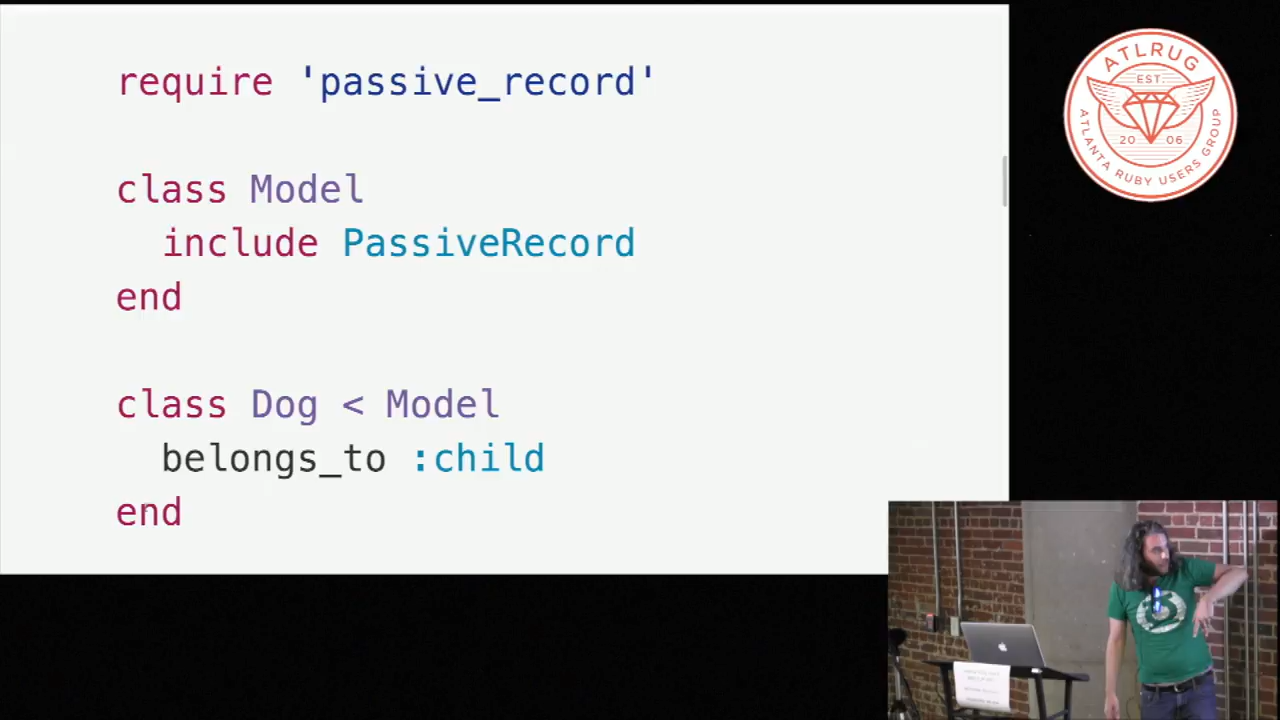 require 'passive_record'
class Model
  include PassiveRecord
end
class Dog < Model
  belongs_to :child
end
ATLRUG
EST.
20 06
ATLANTA RUBY USERS GROUP